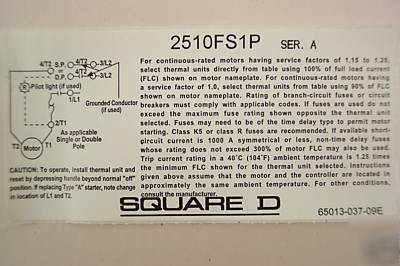 2510FS1P SER. A
4/T2 S.P. 4/T2 3/L2
or
D.P. 4/T2 3/L2
R Pilot light (if used)
1/L1
Grounded Conductor
(if used)
2/T1
As applicable
Single or Double
Pole
T2 T1
Motor
CAUTION: To operate, install thermal unit and
reset by depressing handle beyond normal "off"
position. If replacing Type "A" starter, note change
in location of L1 and T2.
For continuous-rated motors having service factors of 1.15 to 1.25,
select thermal units directly from table using 100% of full load current
(FLC) shown on motor nameplate. For continuous-rated motors having
a service factor of 1.0, select thermal units from table using 90% of FLC
shown on motor nameplate. Rating of branch-circuit fuses or circuit
breakers must comply with applicable codes. If fuses are used do not
exceed the maximum fuse rating shown opposite the thermal unit
selected. Fuses may need to be of the time delay type to permit motor
starting. Class K5 or class R fuses are recommended. If available short-
circuit current is 1000 A symmetrical or less, non-time delay fuses
whose rating does not exceed 300% of motor FLC may also be used.
Trip current rating in a 40°C (104°F) ambient temperature is 1.25 times
the minimum FLC shown for the thermal unit selected. Instructions
given above assume that the motor and the controller are located in
approximately the same ambient temperature. For other conditions,
consult the manufacturer.
SQUARE D
65013-037-09E